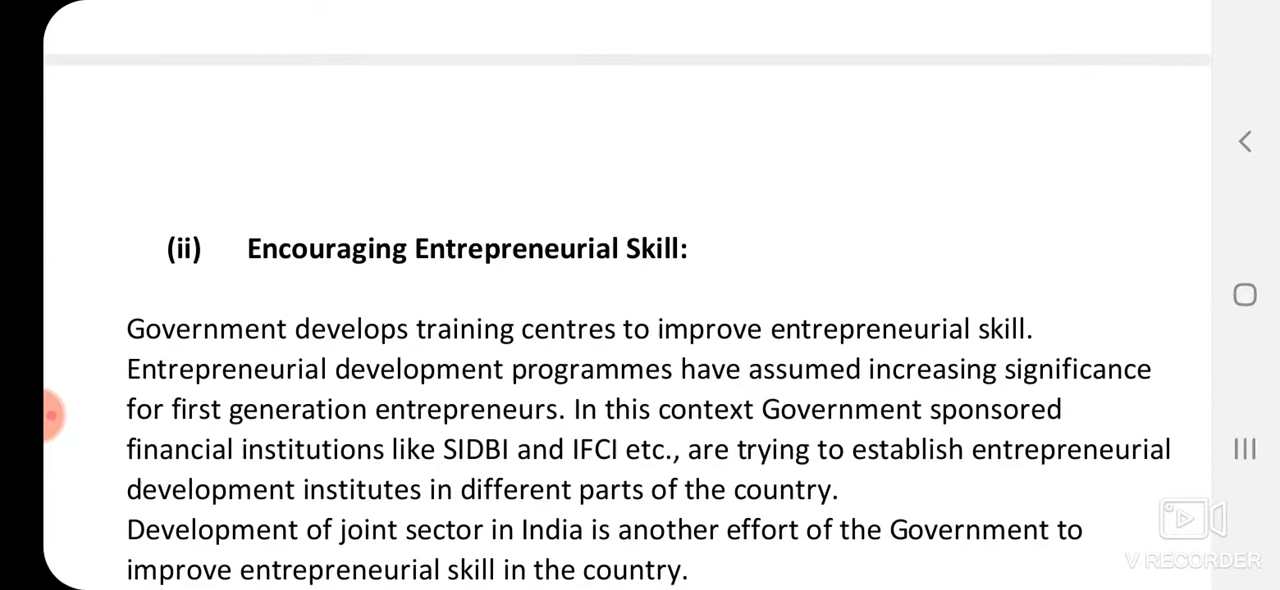 (ii) Encouraging Entrepreneurial Skill:
Government develops training centres to improve entrepreneurial skill.
Entrepreneurial development programmes have assumed increasing significance
for first generation entrepreneurs. In this context Government sponsored
financial institutions like SIDBI and IFCI etc., are trying to establish entrepreneurial
development institutes in different parts of the country.
Development of joint sector in India is another effort of the Government to
improve entrepreneurial skill in the country.
V RECORDER